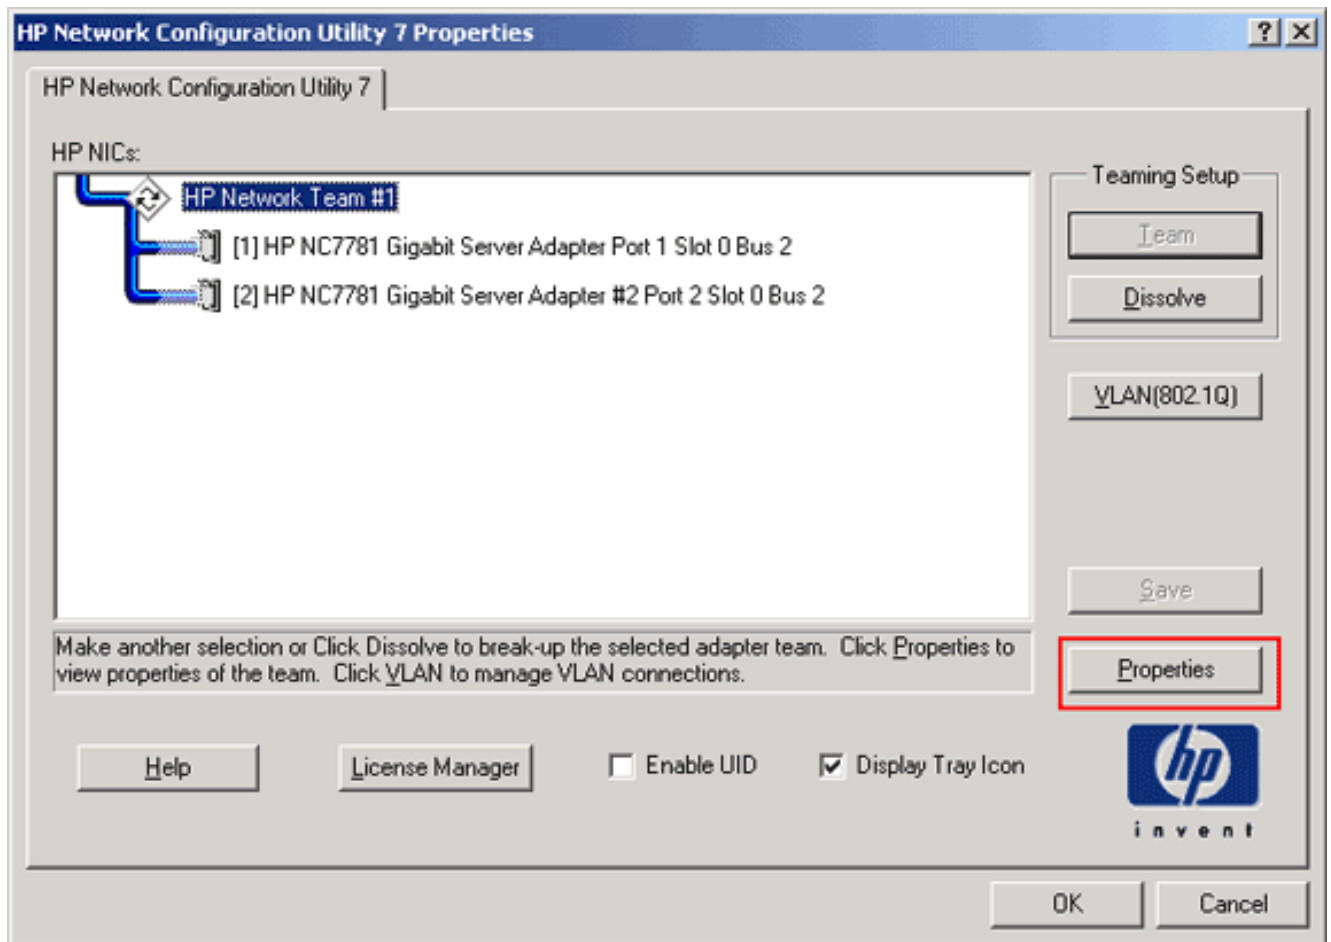 HP Network Configuration Utility 7 Properties
HP Network Configuration Utility 7
HP NICs:
HP Network Team #1
[1] HP NC7781 Gigabit Server Adapter Port 1 Slot 0 Bus 2
[2] HP NC7781 Gigabit Server Adapter #2 Port 2 Slot 0 Bus 2
Teaming Setup
Team
Dissolve
VLAN(802.1Q)
Save
Make another selection or Click Dissolve to break-up the selected adapter team. Click Properties to
view properties of the team. Click VLAN to manage VLAN connections.
Properties
Help
License Manager
Enable UID
Display Tray Icon
hp
invent
OK
Cancel